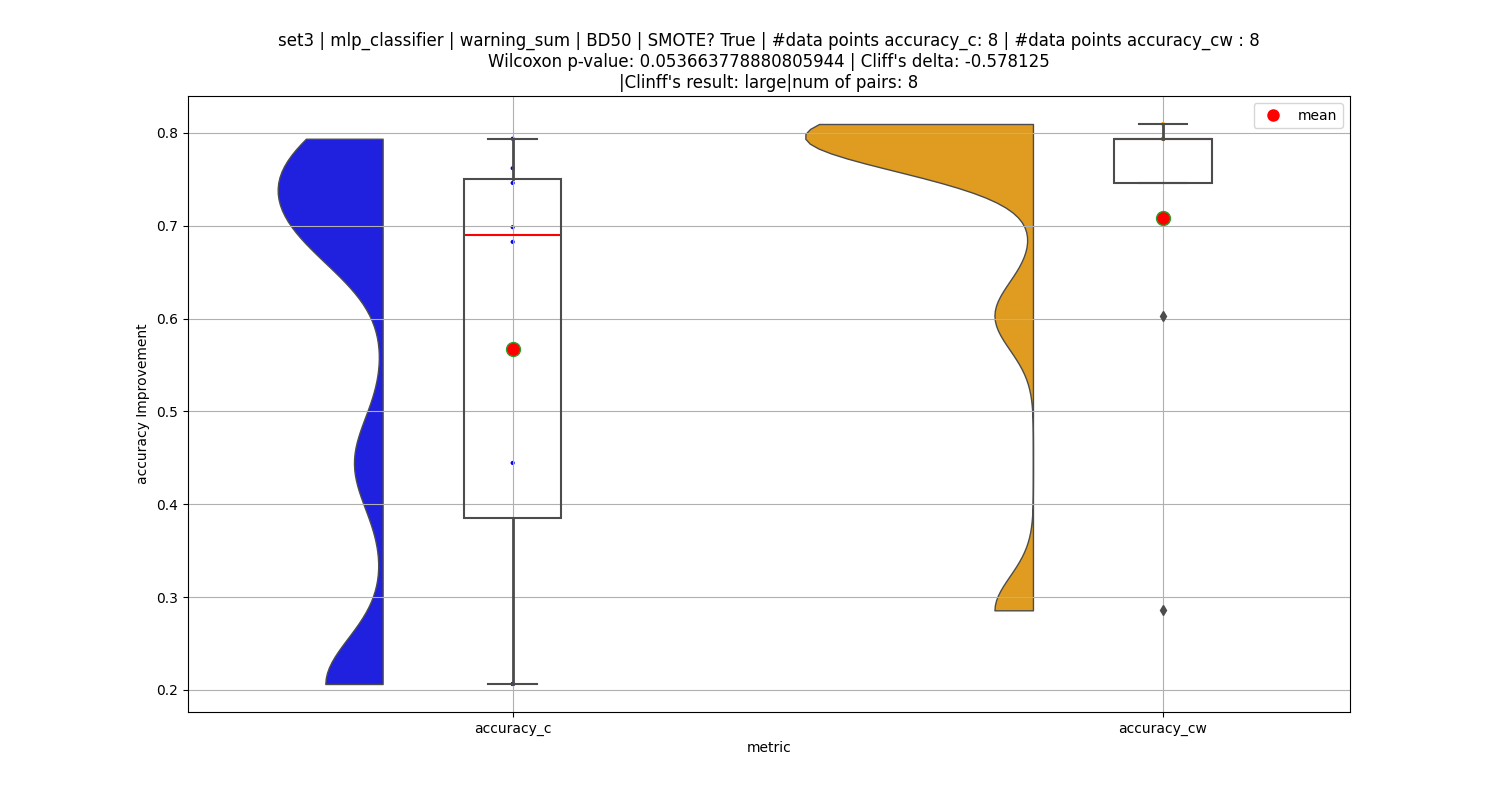 set3 | mlp_classifier | warning_sum | BD50 | SMOTE? True | #data points accuracy_c: 8 | #data points accuracy_cw : 8
Wilcoxon p-value: 0.053663778880805944 | Cliff's delta: -0.578125
|Clinff's result: large|num of pairs: 8
mean
0.8
0.7
0.6
0.5
0.4
0.3
0.2
accuracy Improvement
accuracy_c
accuracy_cw
metric